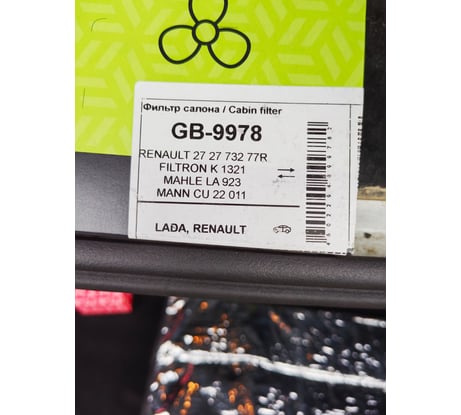 Фильтр салона / Cabin filter
GB-9978
RENAULT 27 27 732 77R
FILTRON K 1321
MAHLE LA 923
MANN CU 22 011
LADA, RENAULT